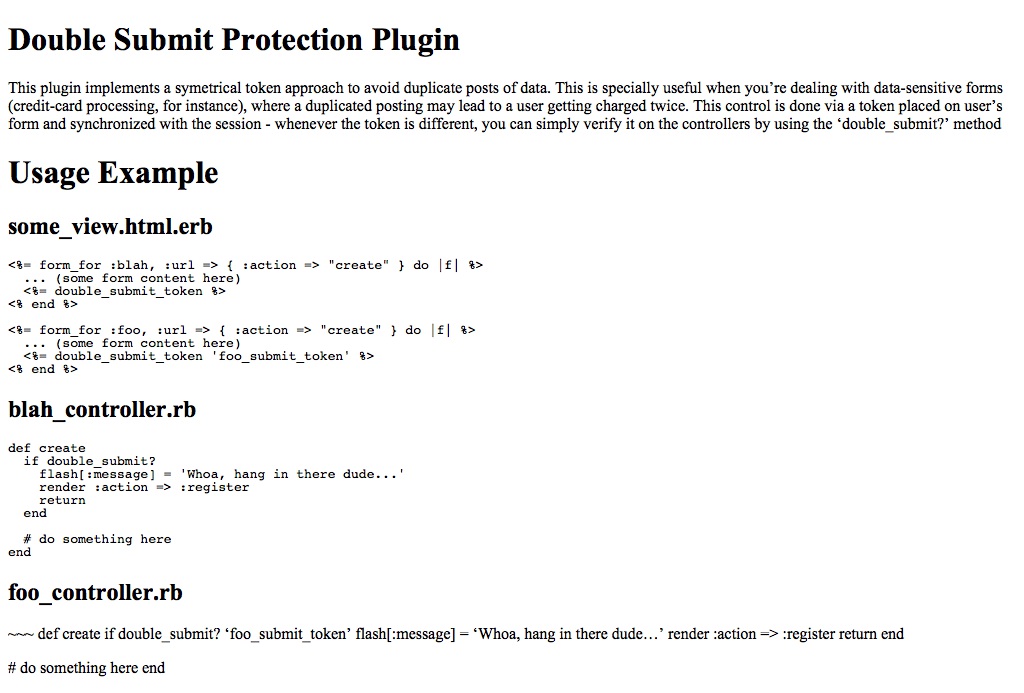 Double Submit Protection Plugin
This plugin implements a symetrical token approach to avoid duplicate posts of data. This is specially useful when you’re dealing with data-sensitive forms
(credit-card processing, for instance), where a duplicated posting may lead to a user getting charged twice. This control is done via a token placed on user’s
form and synchronized with the session - whenever the token is different, you can simply verify it on the controllers by using the ‘double_submit?’ method
Usage Example
some_view.html.erb
<%= form_for :blah, :url => { :action => "create" } do |f| %>
  ... (some form content here)
  <%= double_submit_token %>
<% end %>
<%= form_for :foo, :url => { :action => "create" } do |f| %>
  ... (some form content here)
  <%= double_submit_token 'foo_submit_token' %>
<% end %>
blah_controller.rb
def create
  if double_submit?
    flash[:message] = 'Whoa, hang in there dude...'
    render :action => :register
    return
  end
  # do something here
end
foo_controller.rb
~~~ def create if double_submit? ‘foo_submit_token’ flash[:message] = ‘Whoa, hang in there dude…’ render :action => :register return end
# do something here end